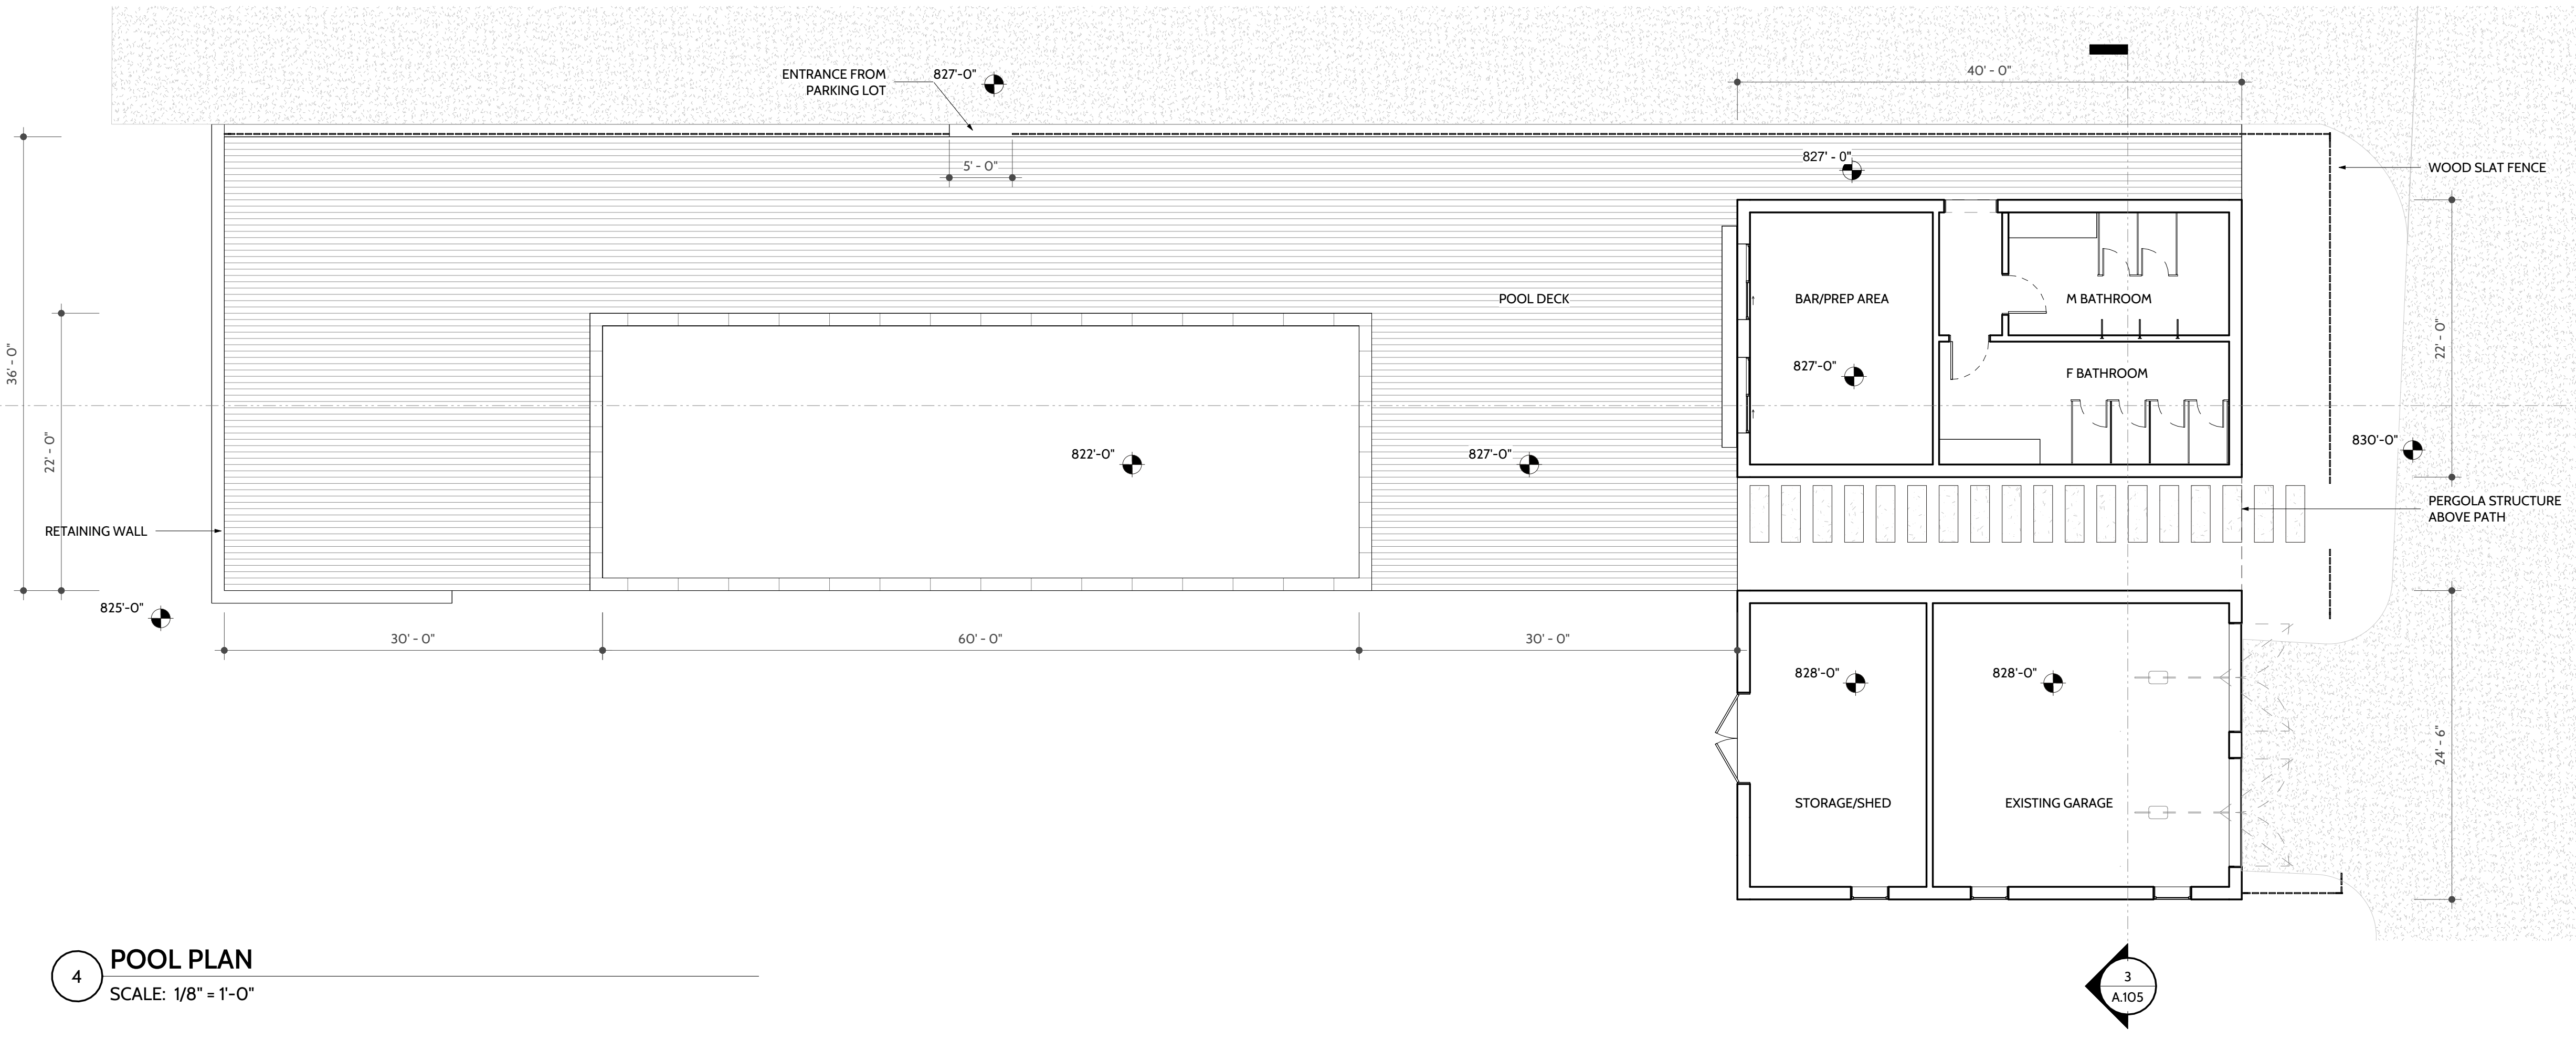 40' - 0"
ENTRANCE FROM
PARKING LOT
827'-0"
5' - 0"
827' - 0"
WOOD SLAT FENCE
POOL DECK
BAR/PREP AREA
M BATHROOM
36' - 0"
22' - 0"
22' - 0"
827'-0"
F BATHROOM
822'-0"
827'-0"
830'-0"
RETAINING WALL
PERGOLA STRUCTURE
ABOVE PATH
825'-0"
30' - 0"
60' - 0"
30' - 0"
828'-0"
828'-0"
24' - 6"
STORAGE/SHED
EXISTING GARAGE
4
POOL PLAN
SCALE: 1/8" = 1'-0"
3
A.105